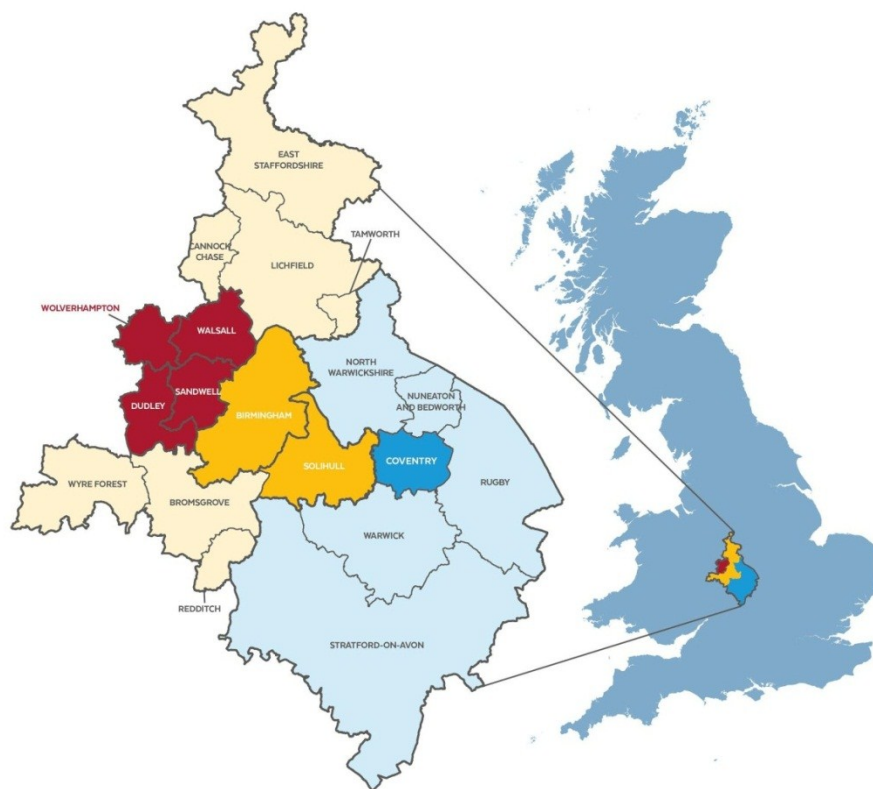 EAST
STAFFORDSHIRE
TAMWORTH
CANNOCK
CHASE
LICHFIELD
WOLVERHAMPTON
WALSALL
NORTH
WARWICKSHIRE
SANDWELL
NUNEATON
AND BEDWORTH
DUDLEY
BIRMINGHAM
COVENTRY
SOLIHULL
WYRE FOREST
RUGBY
BROMSGROVE
WARWICK
REDDITCH
STRATFORD-ON-AVON